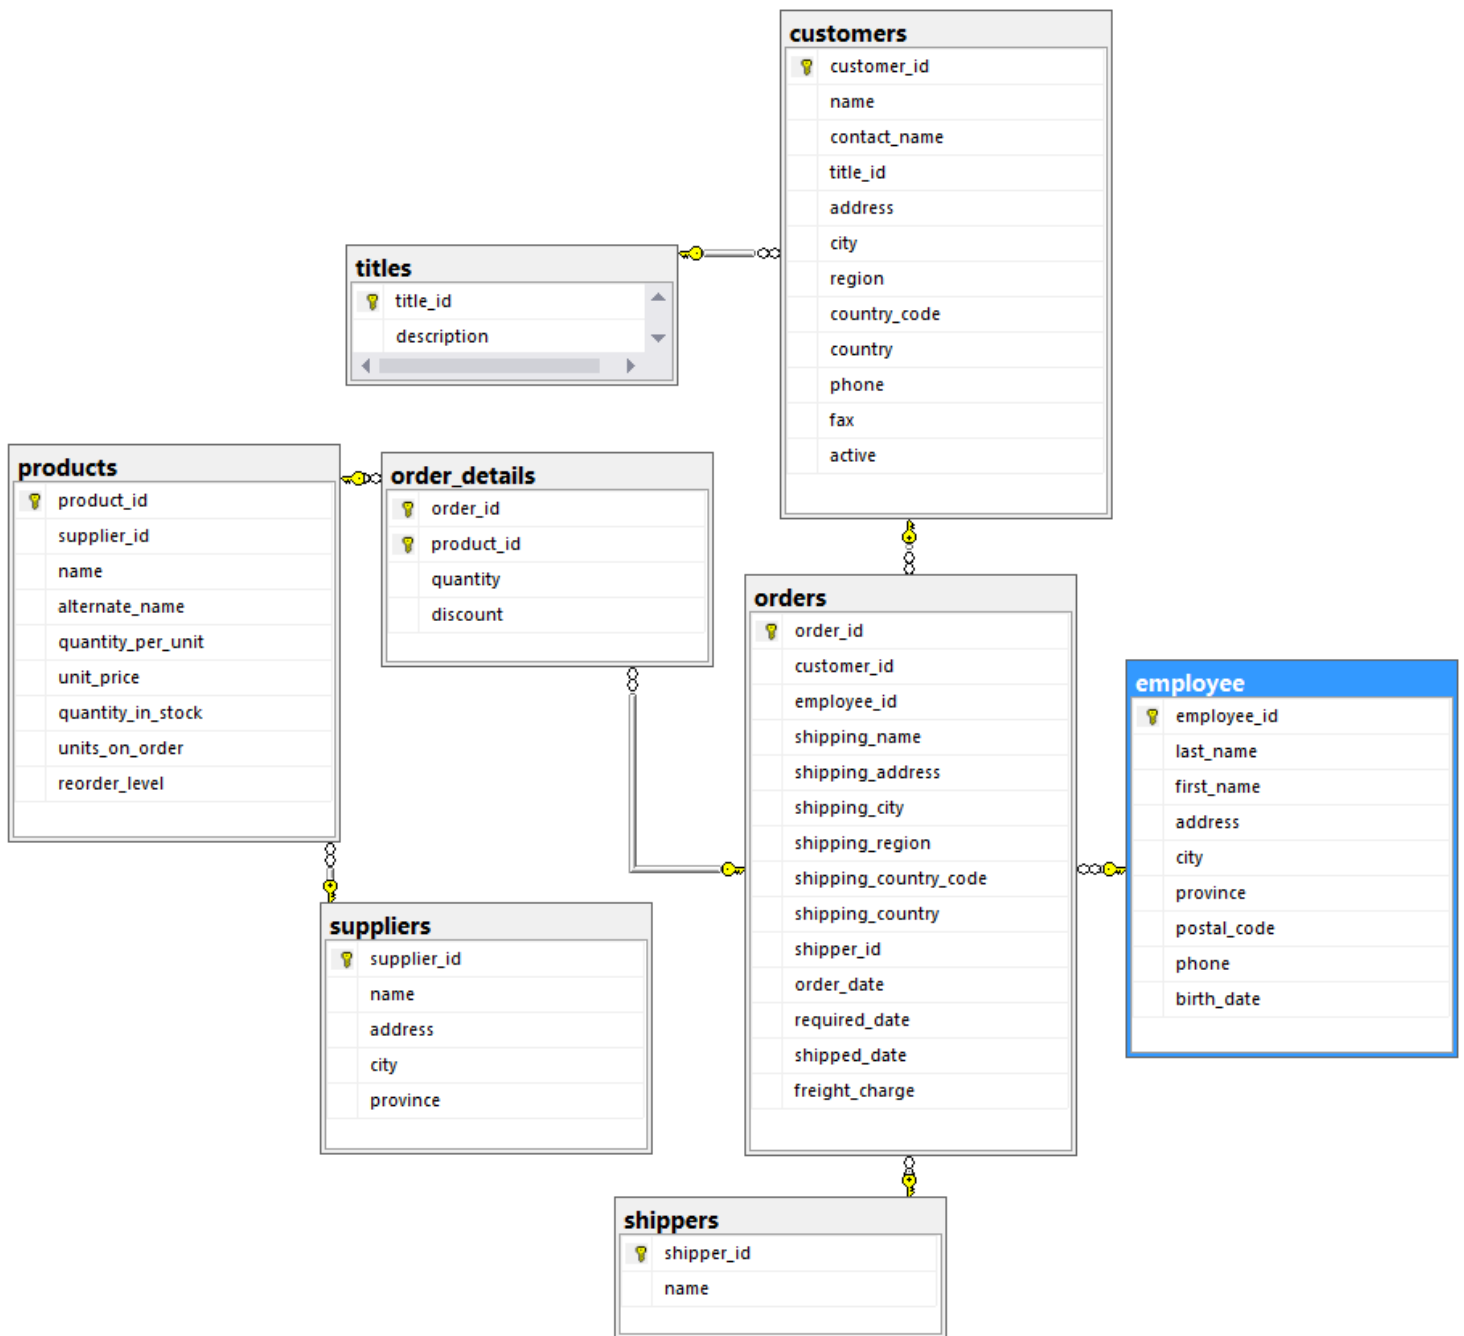 customers
customer_id
name
contact_name
title_id
address
city
region
country_code
country
phone
fax
active
titles
title_id
description
products
product_id
supplier_id
name
alternate_name
quantity_per_unit
unit_price
quantity_in_stock
units_on_order
reorder_level
order_details
order_id
product_id
quantity
discount
orders
order_id
customer_id
employee_id
shipping_name
shipping_address
shipping_city
shipping_region
shipping_country_code
shipping_country
shipper_id
order_date
required_date
shipped_date
freight_charge
employee
employee_id
last_name
first_name
address
city
province
postal_code
phone
birth_date
suppliers
supplier_id
name
address
city
province
shippers
shipper_id
name